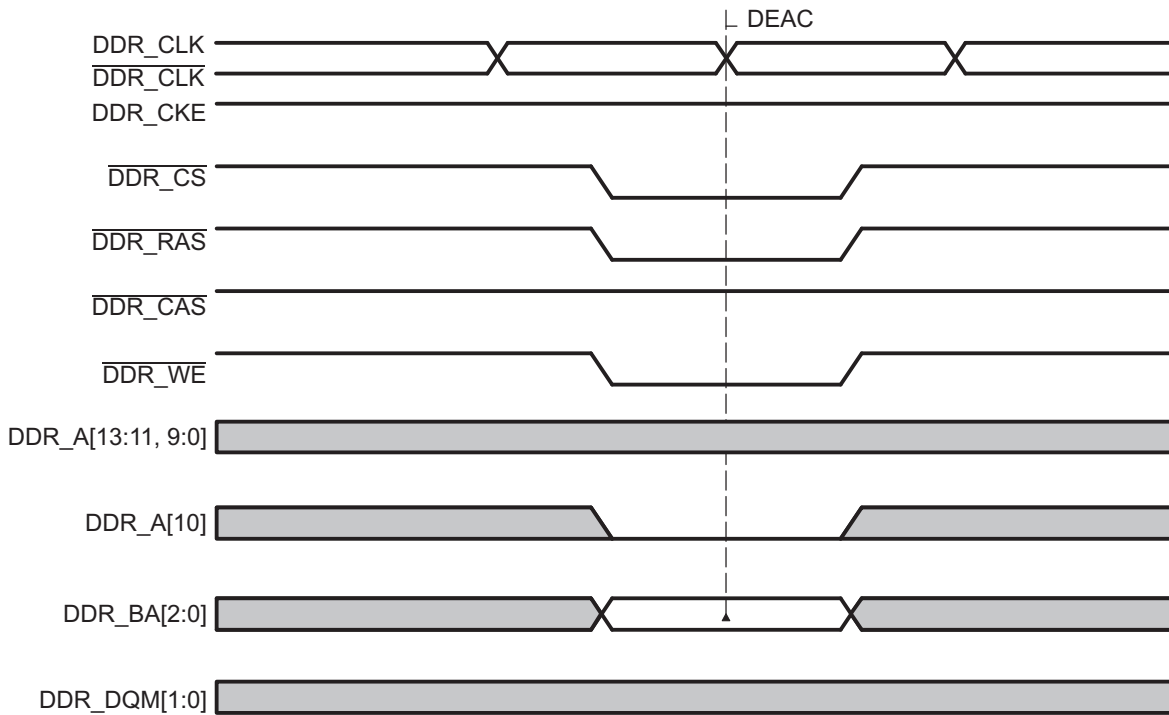 DEAC
DDR_CLK
DDR_CLK
DDR_CKE
DDR_CS
DDR_RAS
DDR_CAS
DDR_WE
DDR_A[13:11, 9:0]
DDR_A[10]
DDR_BA[2:0]
DDR_DQM[1:0]